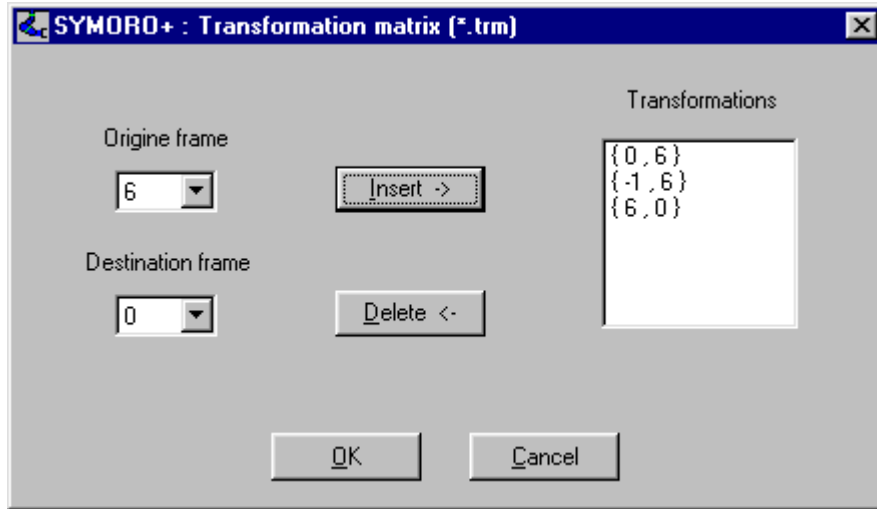 SYMORO+ : Transformation matrix (*.trm)
Transformations
Origine frame
6
Insert ->
{0,6}
{-1,6}
{6,0}
Destination frame
0
Delete <-
OK
Cancel